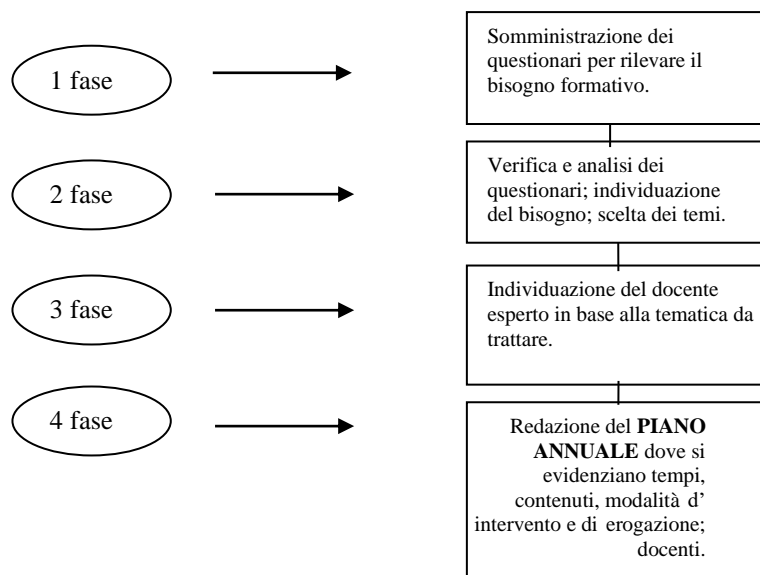 1 fase
Somministrazione dei
questionari per rilevare il
bisogno formativo.
2 fase
Verifica e analisi dei
questionari; individuazione
del bisogno; scelta dei temi.
3 fase
Individuazione del docente
esperto in base alla tematica da
trattare.
4 fase
Redazione del PIANO
ANNUALE dove si
evidenziano tempi,
contenuti, modalità d’
intervento e di erogazione;
docenti.